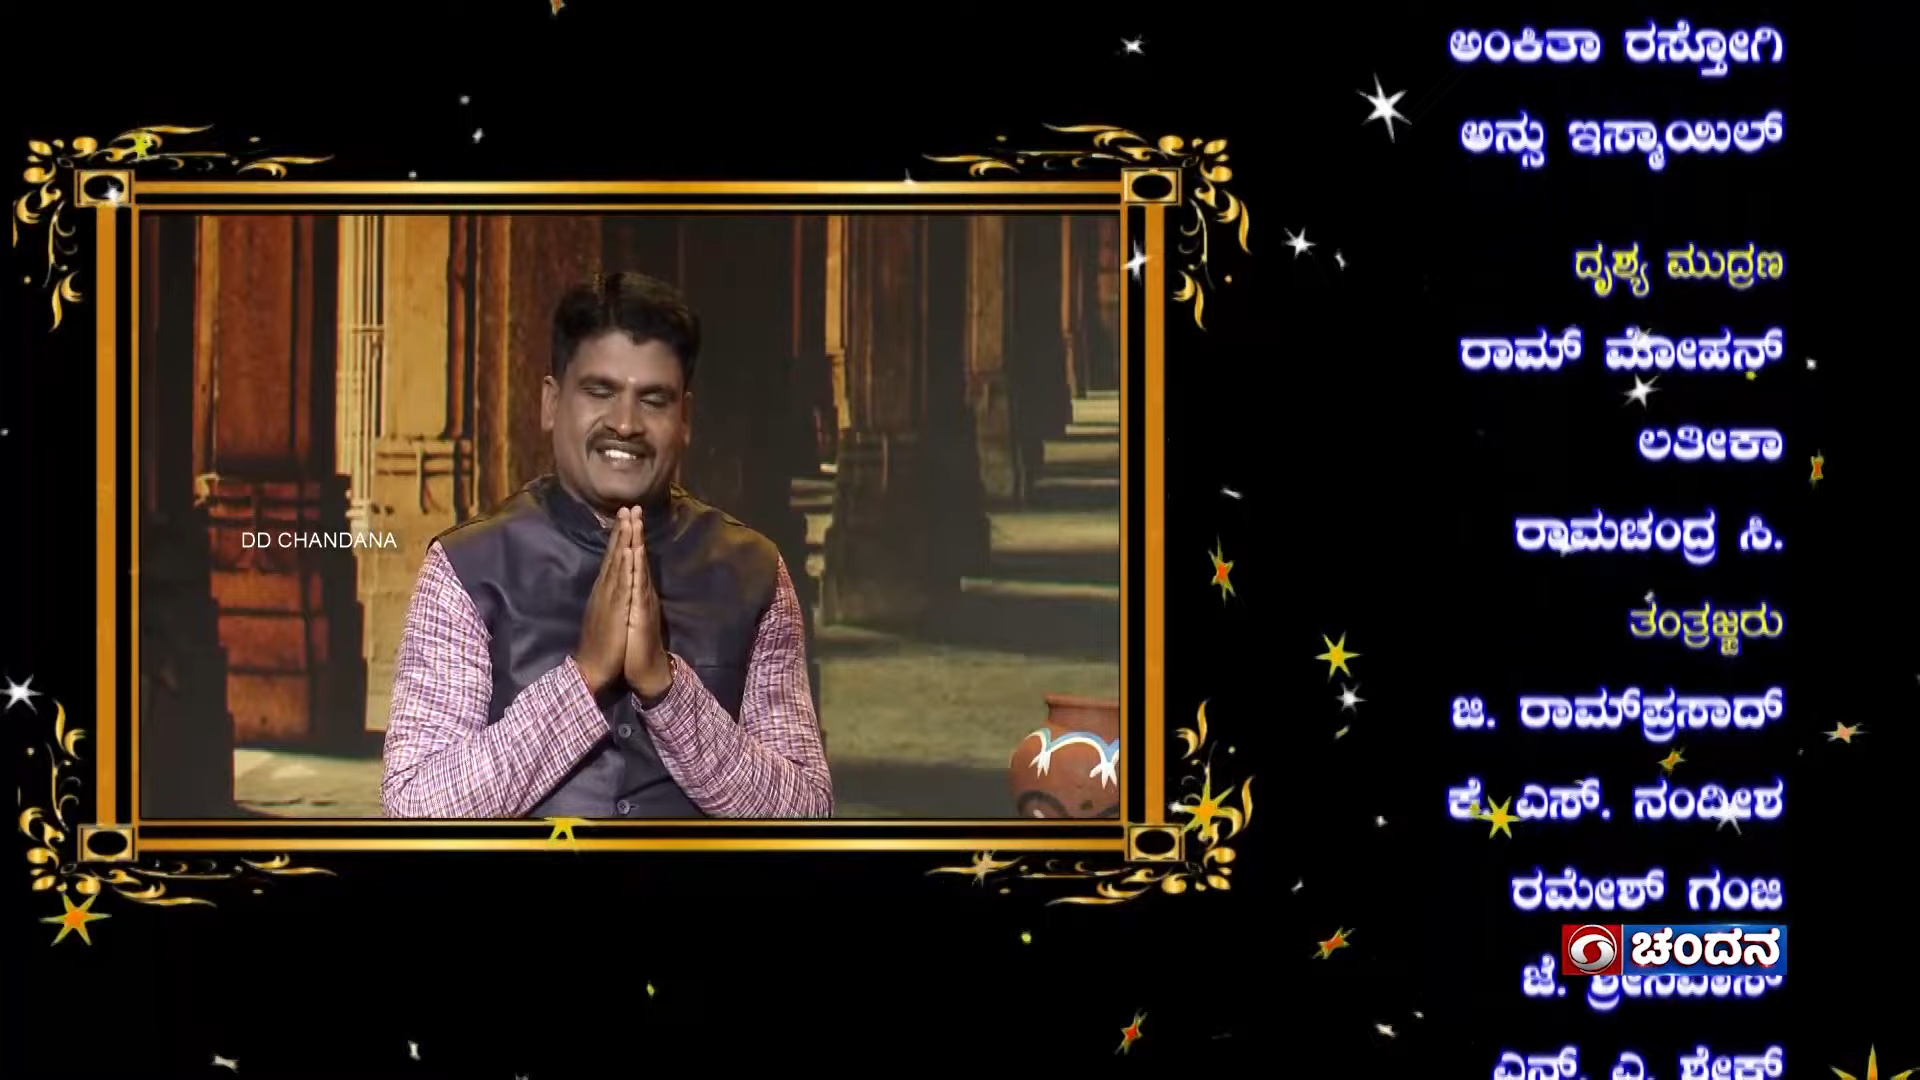 ಅಂಕಿತಾ ರಸ್ತೋಗಿ
ಅನ್ಸು ಇಸ್ಮಾಯಿಲ್
ದೃಶ್ಯ ಮುದ್ರಣ
ರಾಮ್ ಮೋಹನ್
ಲತೀಕಾ
DD CHANDANA
ರಾಮಚಂದ್ರ ಸಿ.
ತಂತ್ರಜ್ಞರು
ಜಿ. ರಾಮ್‌ಪ್ರಸಾದ್
ಕೆ. ಎಸ್. ನಂದೀಶ
ರಮೇಶ್ ಗಂಜಿ
ಚಂದನ
ಜೆ. ಶ್ರೀನಿವಾಸ್